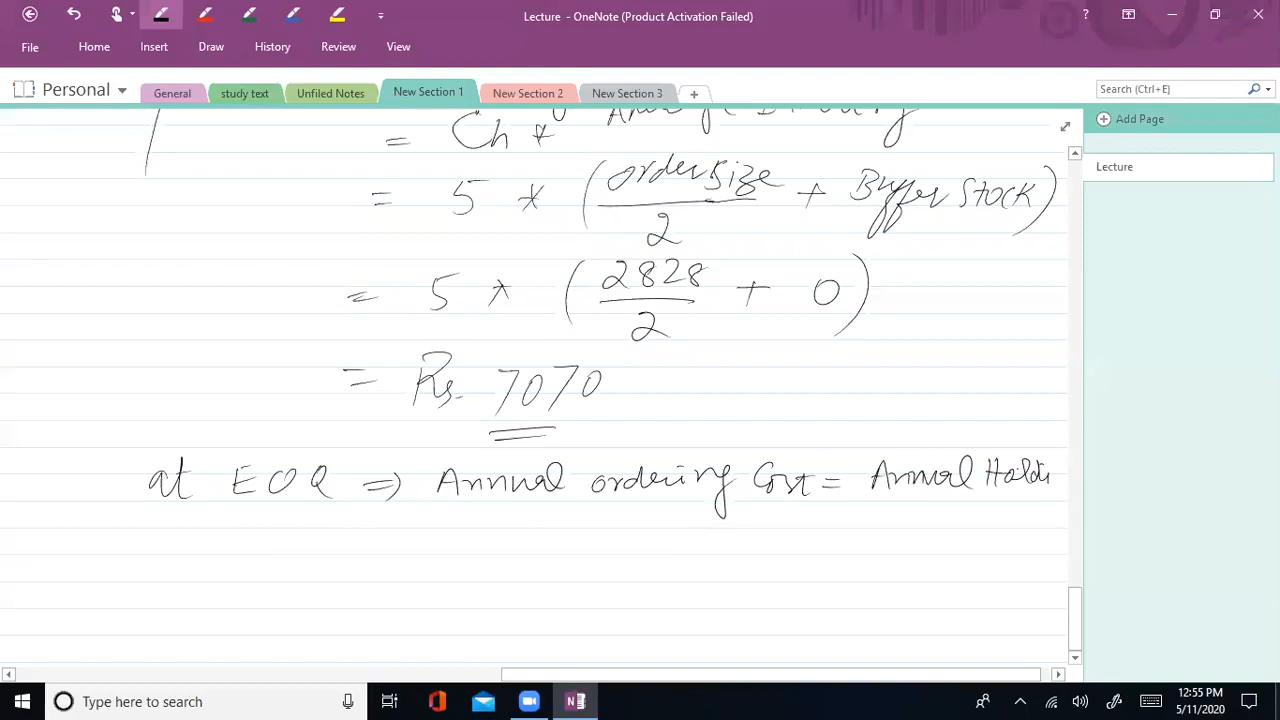 Lecture - OneNote (Product Activation Failed)
File Home Insert Draw History Review View
Personal General study text Unfiled Notes New Section 1 New Section 2 New Section 3 Search (Ctrl+E)
Add Page
Lecture
= Ch *
= 5 * (order size / 2 + Buffer Stock)
= 5 * (2828 / 2 + 0)
= Rs. 7070
at EOQ => Annual ordering Cost = Annual Holdi
Type here to search
12:55 PM
5/11/2020